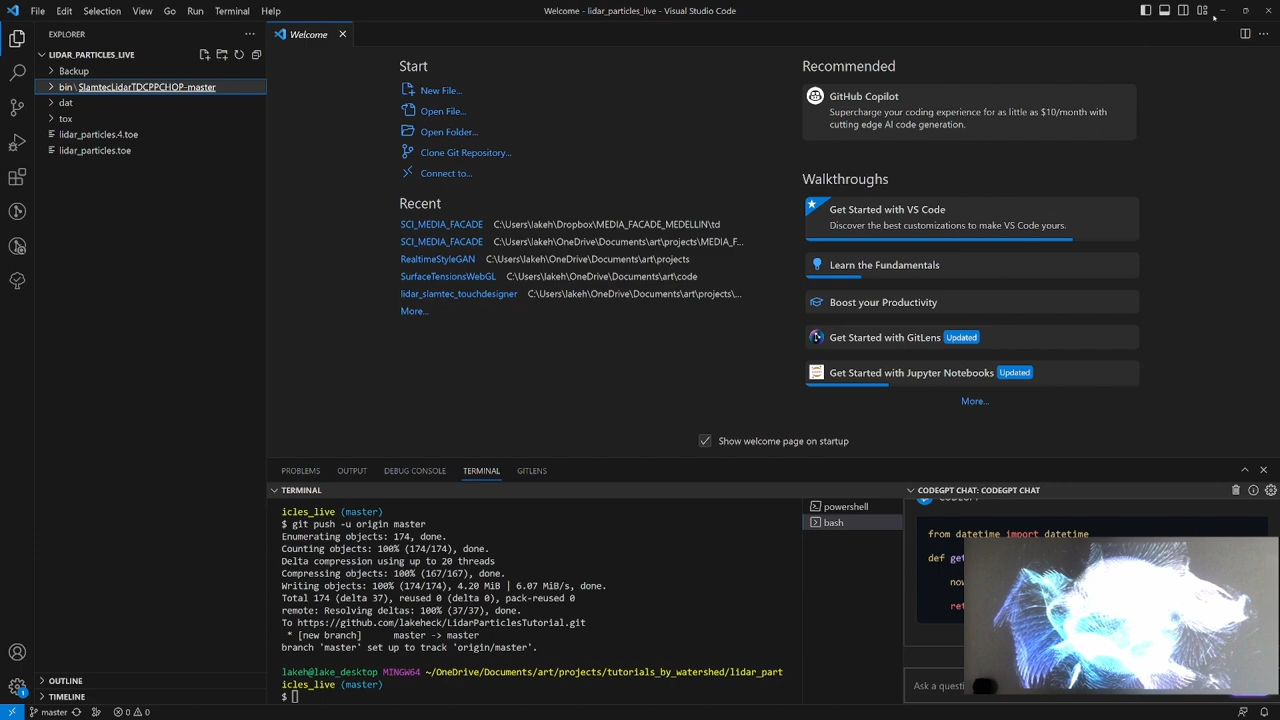 File Edit Selection View Go Run Terminal Help
Welcome - lidar_particles_live - Visual Studio Code
EXPLORER
LIDAR_PARTICLES_LIVE
Backup
bin \ SlamtecLidarTDCPPCHOP-master
dat
tox
lidar_particles.4.toe
lidar_particles.toe
OUTLINE
TIMELINE
Welcome
Start
New File...
Open File...
Open Folder...
Clone Git Repository...
Connect to...
Recent
SCI_MEDIA_FACADE C:\Users\lakeh\Dropbox\MEDIA_FACADE_MEDELLIN\td
SCI_MEDIA_FACADE C:\Users\lakeh\OneDrive\Documents\art\projects\MEDIA_F...
RealtimeStyleGAN C:\Users\lakeh\OneDrive\Documents\art\projects
SurfaceTensionsWebGL C:\Users\lakeh\OneDrive\Documents\art\code
lidar_slamtec_touchdesigner C:\Users\lakeh\OneDrive\Documents\art\projects\...
More...
Recommended
GitHub Copilot
Supercharge your coding experience for as little as $10/month with
cutting edge AI code generation.
Walkthroughs
Get Started with VS Code
Discover the best customizations to make VS Code yours.
Learn the Fundamentals
Boost your Productivity
Get Started with GitLens Updated
Get Started with Jupyter Notebooks Updated
More...
Show welcome page on startup
PROBLEMS OUTPUT DEBUG CONSOLE TERMINAL GITLENS
TERMINAL
icles_live (master)
$ git push -u origin master
Enumerating objects: 174, done.
Counting objects: 100% (174/174), done.
Delta compression using up to 20 threads
Compressing objects: 100% (167/167), done.
Writing objects: 100% (174/174), 4.20 MiB | 6.07 MiB/s, done.
Total 174 (delta 37), reused 0 (delta 0), pack-reused 0
remote: Resolving deltas: 100% (37/37), done.
To https://github.com/lakeheck/LidarParticlesTutorial.git
* [new branch] master -> master
branch 'master' set up to track 'origin/master'.
lakeh@lake_desktop MINGW64 ~/OneDrive/Documents/art/projects/tutorials_by_watershed/lidar_part
icles_live (master)
$
powershell
bash
CODEGPT CHAT: CODEGPT CHAT
from datetime import datetime
def ge
now
re
Ask a questi
1
master 0 0